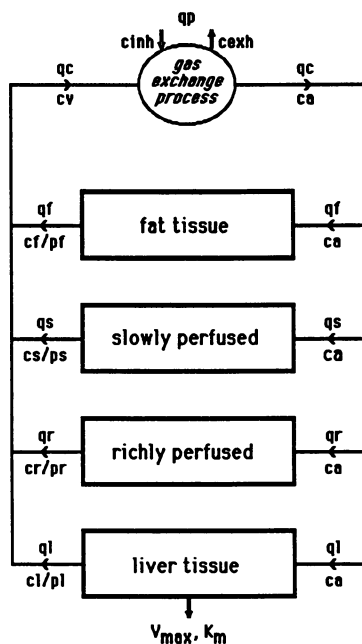 qp
cinh cexh
qc gas qc
exchange
cv process ca
qf fat tissue qf
cf/pf ca
qs slowly perfused qs
cs/ps ca
qr richly perfused qr
cr/pr ca
ql liver tissue ql
cl/pl ca
Vmax, Km